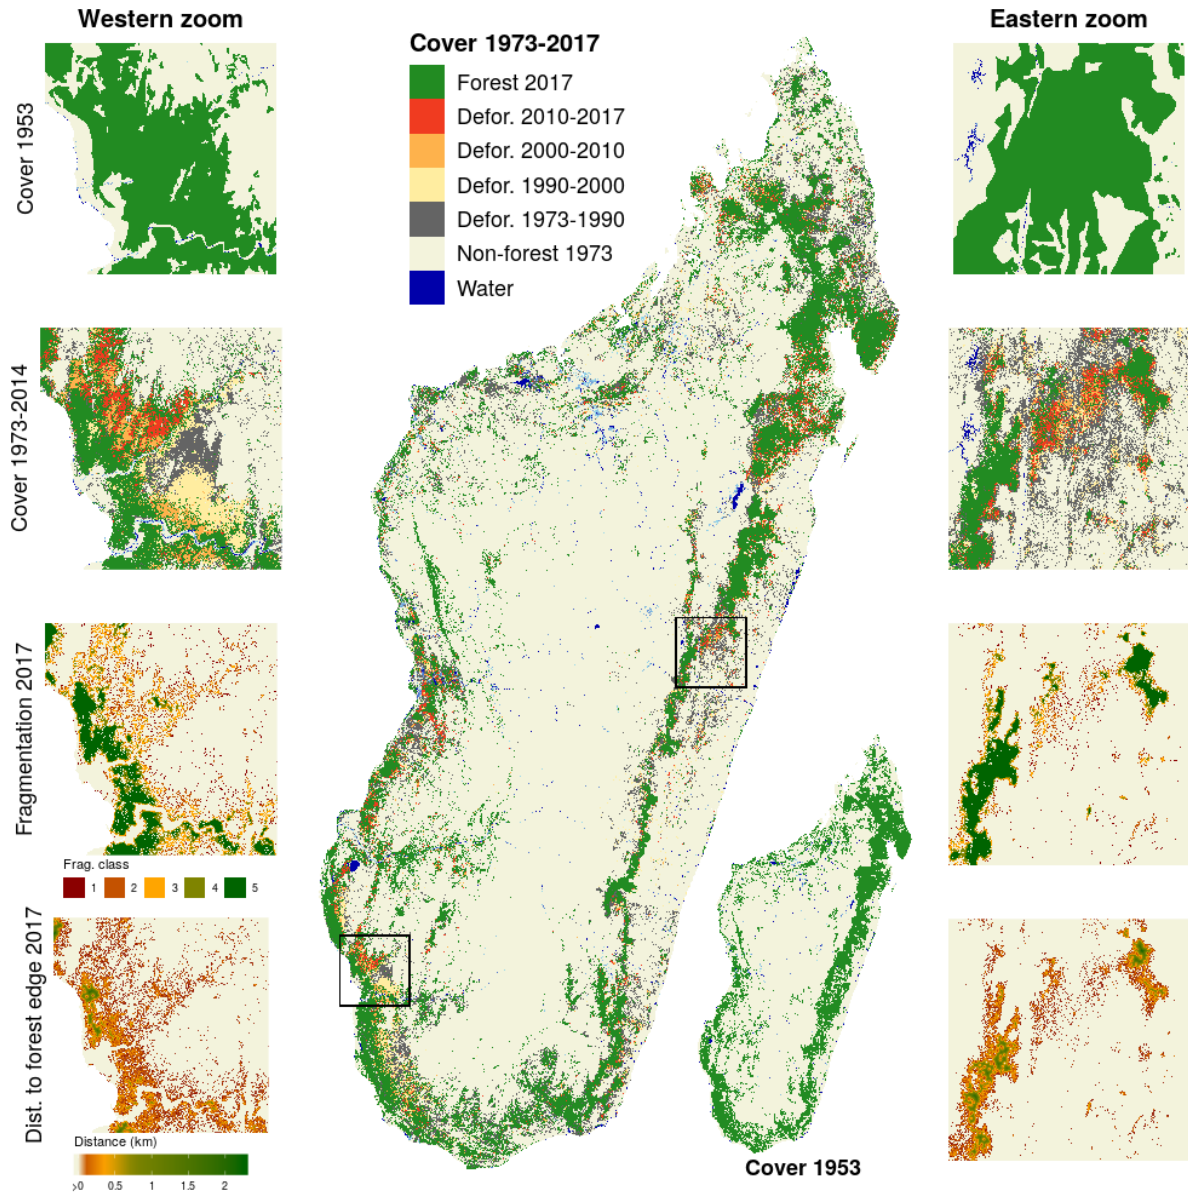 Western zoom
Eastern zoom
Cover 1973-2017
Forest 2017
Defor. 2010-2017
Defor. 2000-2010
Defor. 1990-2000
Defor. 1973-1990
Non-forest 1973
Water
Cover 1953
Cover 1973-2014
Fragmentation 2017
Frag. class
1 2 3 4 5
Dist. to forest edge 2017
Distance (km)
>0 0.5 1 1.5 2
Cover 1953